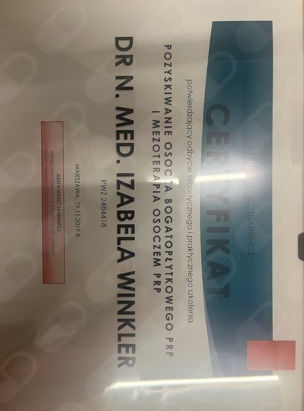 CERTYFIKAT
potwierdzający odbycie teoretycznego i praktycznego szkolenia
POZYSKIWANIE OSOCZA BOGATOPŁYTKOWEGO PRP
I MEZOTERAPIA OSOCZEM PRP
DR N. MED. IZABELA WINKLER
PWZ 2484418
WARSZAWA, 29.11.2019 R.